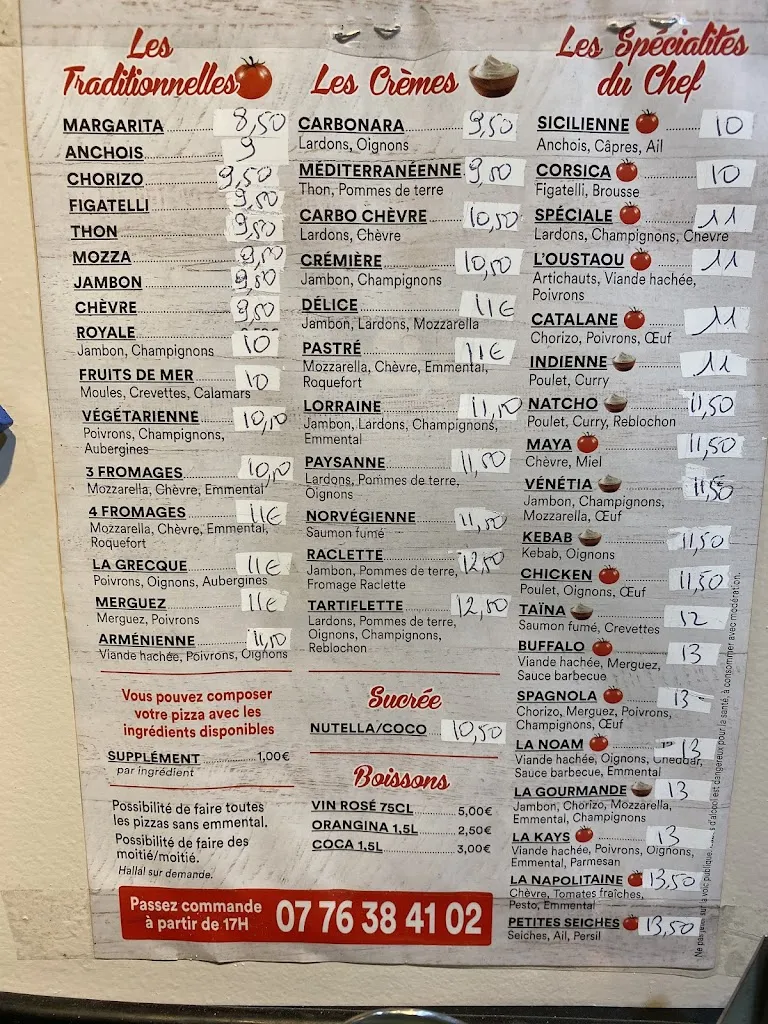 Les
Traditionnelles
MARGARITA 8,50
ANCHOIS 9
CHORIZO 9,50
FIGATELLI 9,50
THON 9,50
MOZZA 9,50
JAMBON 9,50
CHÈVRE 9,50
ROYALE 10
Jambon, Champignons
FRUITS DE MER 10
Moules, Crevettes, Calamars
VÉGÉTARIENNE 10,50
Poivrons, Champignons,
Aubergines
3 FROMAGES 10,50
Mozzarella, Chèvre, Emmental
4 FROMAGES 11€
Mozzarella, Chèvre, Emmental,
Roquefort
LA GRECQUE 11€
Poivrons, Oignons, Aubergines
MERGUEZ 11€
Merguez, Poivrons
ARMÉNIENNE 11,50
Viande hachée, Poivrons, Oignons
Vous pouvez composer
votre pizza avec les
ingrédients disponibles
SUPPLÉMENT 1,00€
par ingrédient
Possibilité de faire toutes
les pizzas sans emmental.
Possibilité de faire des
moitié/moitié.
Hallal sur demande.
Les Crèmes
CARBONARA 9,50
Lardons, Oignons
MÉDITERRANÉENNE 9,50
Thon, Pommes de terre
CARBO CHÈVRE 10,50
Lardons, Chèvre
CRÉMIÈRE 10,50
Jambon, Champignons
DÉLICE 11€
Jambon, Lardons, Mozzarella
PASTRÉ 11€
Mozzarella, Chèvre, Emmental,
Roquefort
LORRAINE 11,50
Jambon, Lardons, Champignons,
Emmental
PAYSANNE 11,50
Lardons, Pommes de terre,
Oignons
NORVÉGIENNE 11,50
Saumon fumé
RACLETTE 12,50
Jambon, Pommes de terre,
Fromage Raclette
TARTIFLETTE 12,50
Lardons, Pommes de terre,
Oignons, Champignons,
Reblochon
Sucrée
NUTELLA/COCO 10,50
Boissons
VIN ROSÉ 75CL 5,00€
ORANGINA 1,5L 2,50€
COCA 1,5L 3,00€
Les Spécialités
du Chef
SICILIENNE 10
Anchois, Câpres, Ail
CORSICA 10
Figatelli, Brousse
SPÉCIALE 11
Lardons, Champignons, Chèvre
L'OUSTAOU 11
Artichauts, Viande hachée,
Poivrons
CATALANE 11
Chorizo, Poivrons, Œuf
INDIENNE 11
Poulet, Curry
NATCHO 11,50
Poulet, Curry, Reblochon
MAYA 11,50
Chèvre, Miel
VÉNÉTIA 11,50
Jambon, Champignons,
Mozzarella, Œuf
KEBAB 11,50
Kebab, Oignons
CHICKEN 11,50
Poulet, Oignons, Œuf
TAÏNA 12
Saumon fumé, Crevettes
BUFFALO 13
Viande hachée, Merguez,
Sauce barbecue
SPAGNOLA 13
Chorizo, Merguez, Poivrons,
Champignons, Œuf
LA NOAM 13
Viande hachée, Oignons, Cheddar,
Sauce barbecue, Emmental
LA GOURMANDE 13
Jambon, Chorizo, Mozzarella,
Emmental, Champignons
LA KAYS 13
Viande hachée, Poivrons, Oignons,
Emmental, Parmesan
LA NAPOLITAINE 13,50
Chèvre, Tomates fraîches,
Pesto, Emmental
PETITES SEICHES 13,50
Seiches, Ail, Persil
Passez commande
à partir de 17H
07 76 38 41 02
Ne pas jeter sur la voie publique. d'alcool est dangereux pour la santé, à consommer avec modération.